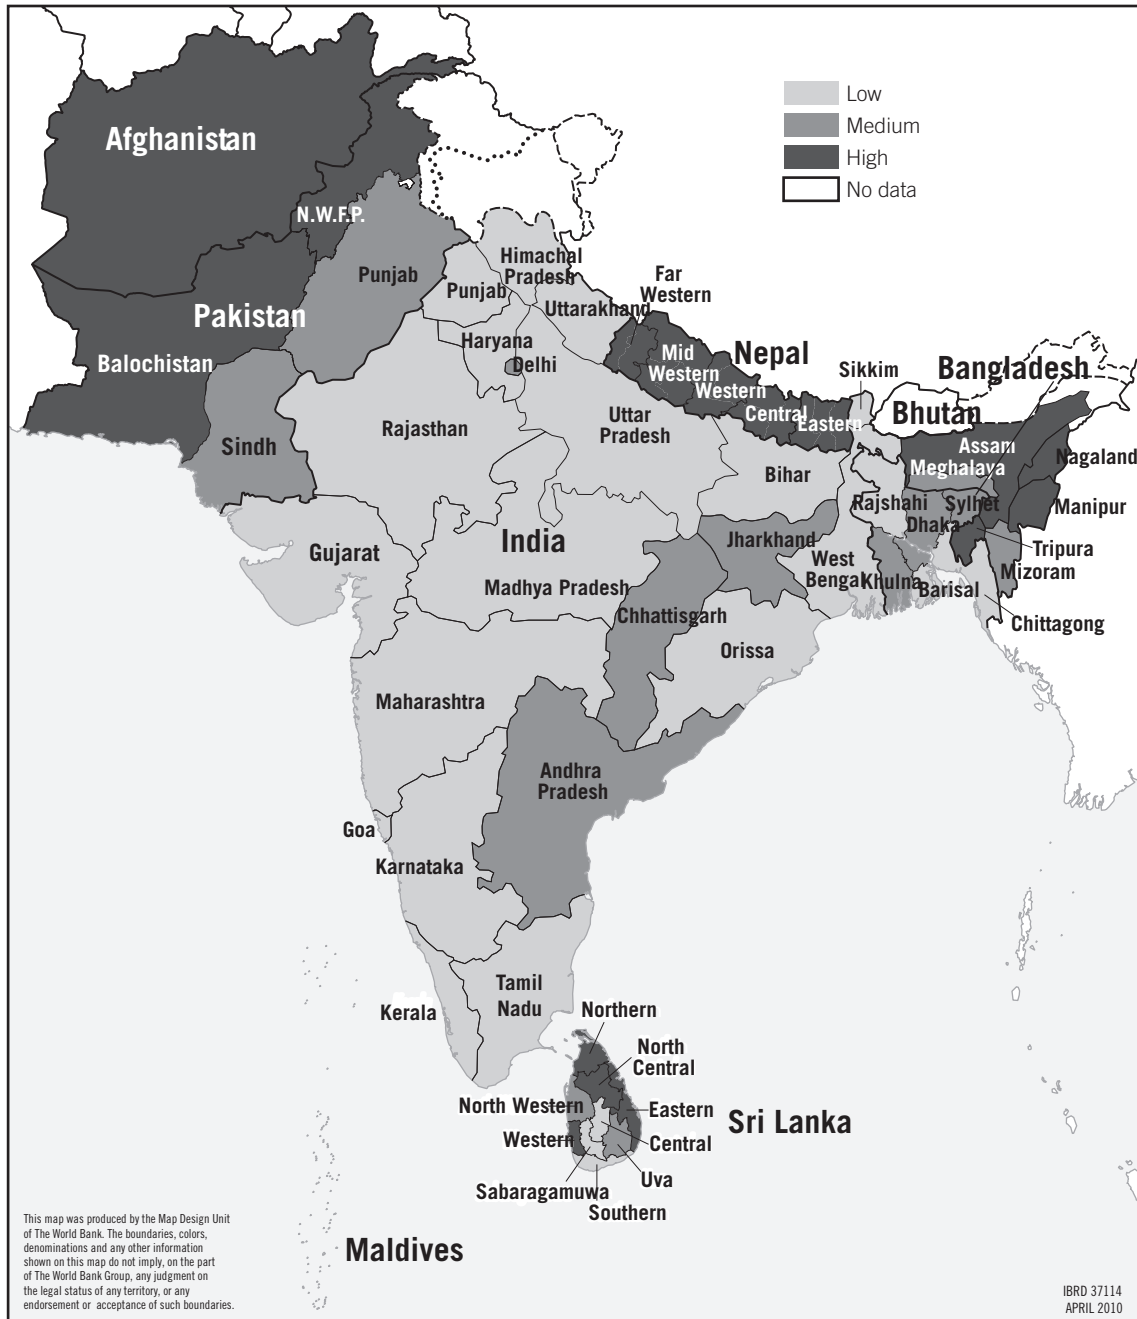 Low
Medium
High
No data
Afghanistan
N.W.F.P.
Punjab
Pakistan
Balochistan
Sindh
Himachal
Pradesh
Punjab
Uttarakhand
Haryana
Delhi
Far
Western
Mid
Western
Nepal
Western
Central
Eastern
Sikkim
Bangladesh
Bhutan
Rajasthan
Uttar
Pradesh
Bihar
Assam
Meghalaya
Nagaland
Rajshahi
Sylhet
Dhaka
Manipur
Tripura
Mizoram
Gujarat
India
Madhya Pradesh
Jharkhand
West
Bengal
Khulna
Barisal
Chittagong
Chhattisgarh
Orissa
Maharashtra
Andhra
Pradesh
Goa
Karnataka
Kerala
Tamil
Nadu
Northern
North
Central
North Western
Eastern
Western
Central
Sri Lanka
Uva
Sabaragamuwa
Southern
Maldives
This map was produced by the Map Design Unit
of The World Bank. The boundaries, colors,
denominations and any other information
shown on this map do not imply, on the part
of The World Bank Group, any judgment on
the legal status of any territory, or any
endorsement or acceptance of such boundaries.
IBRD 37114
APRIL 2010